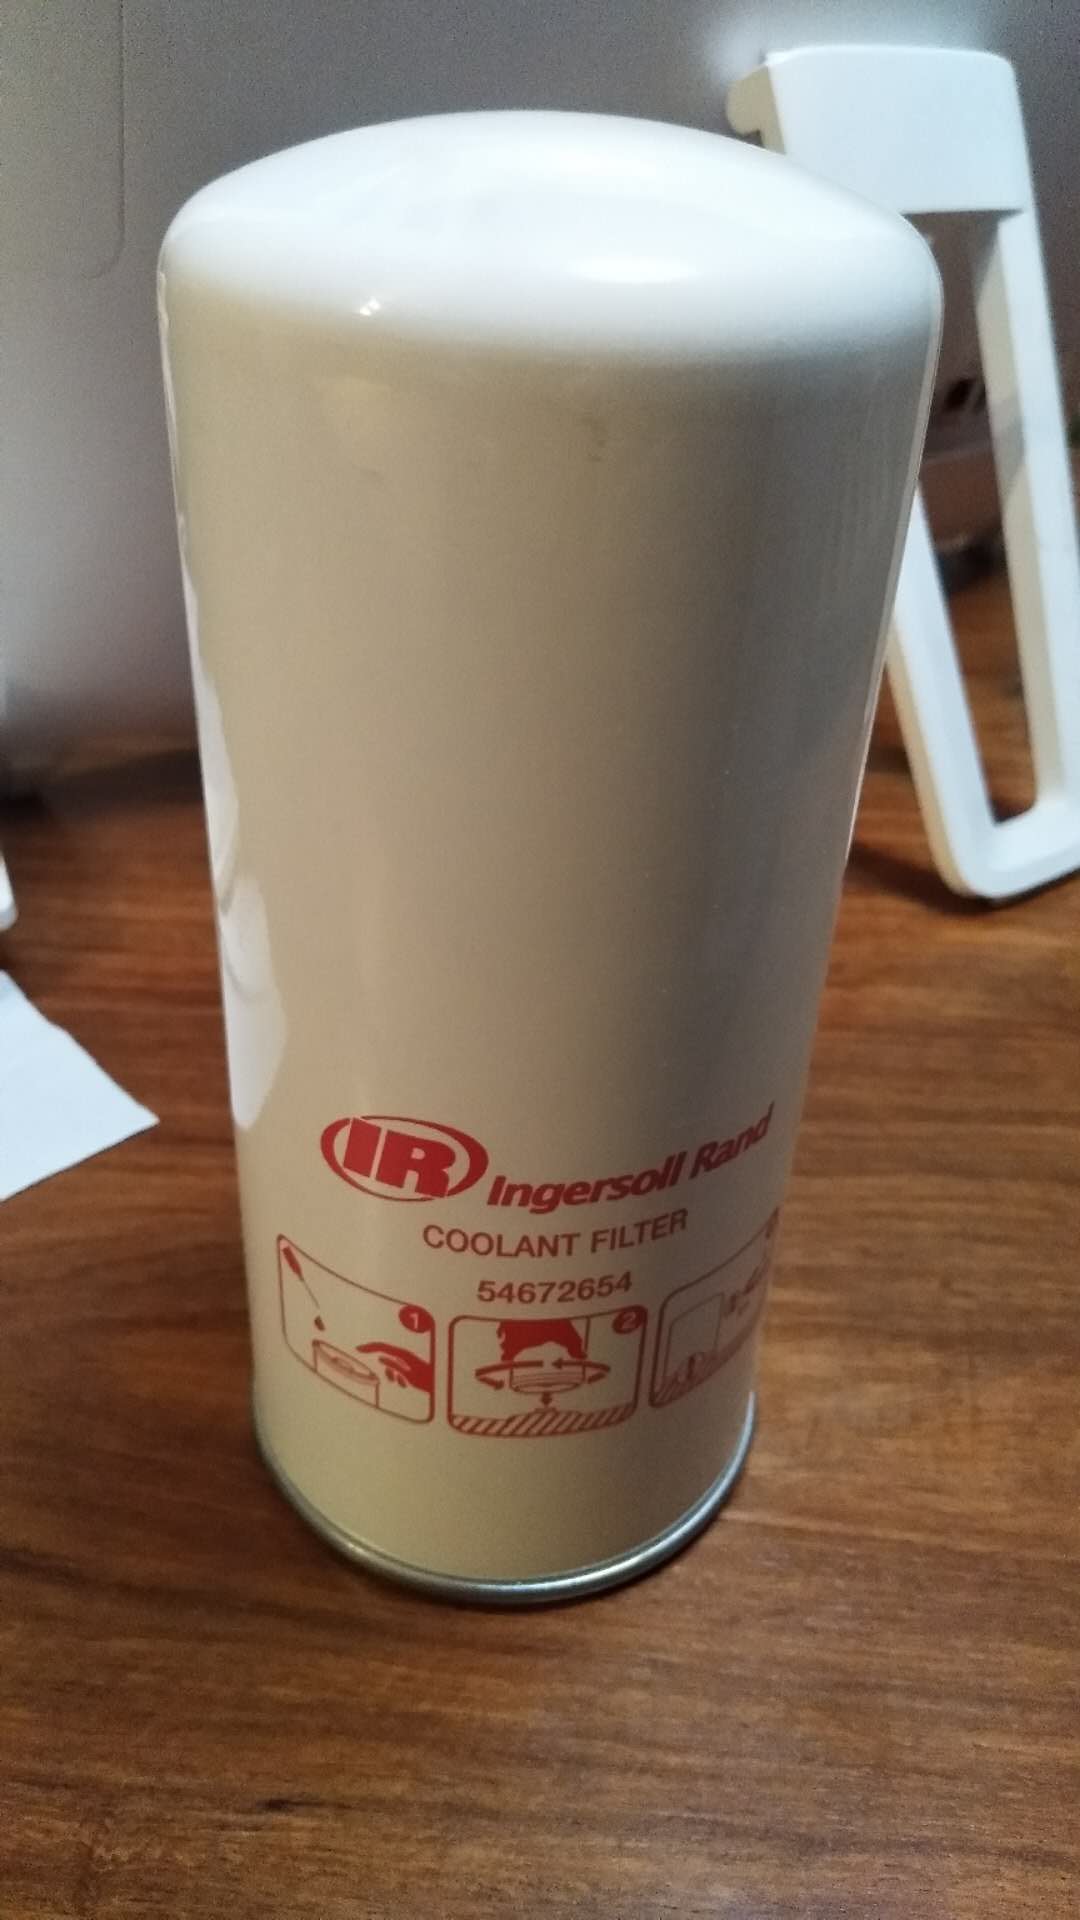 IR Ingersoll Rand
COOLANT FILTER
54672654
1
2